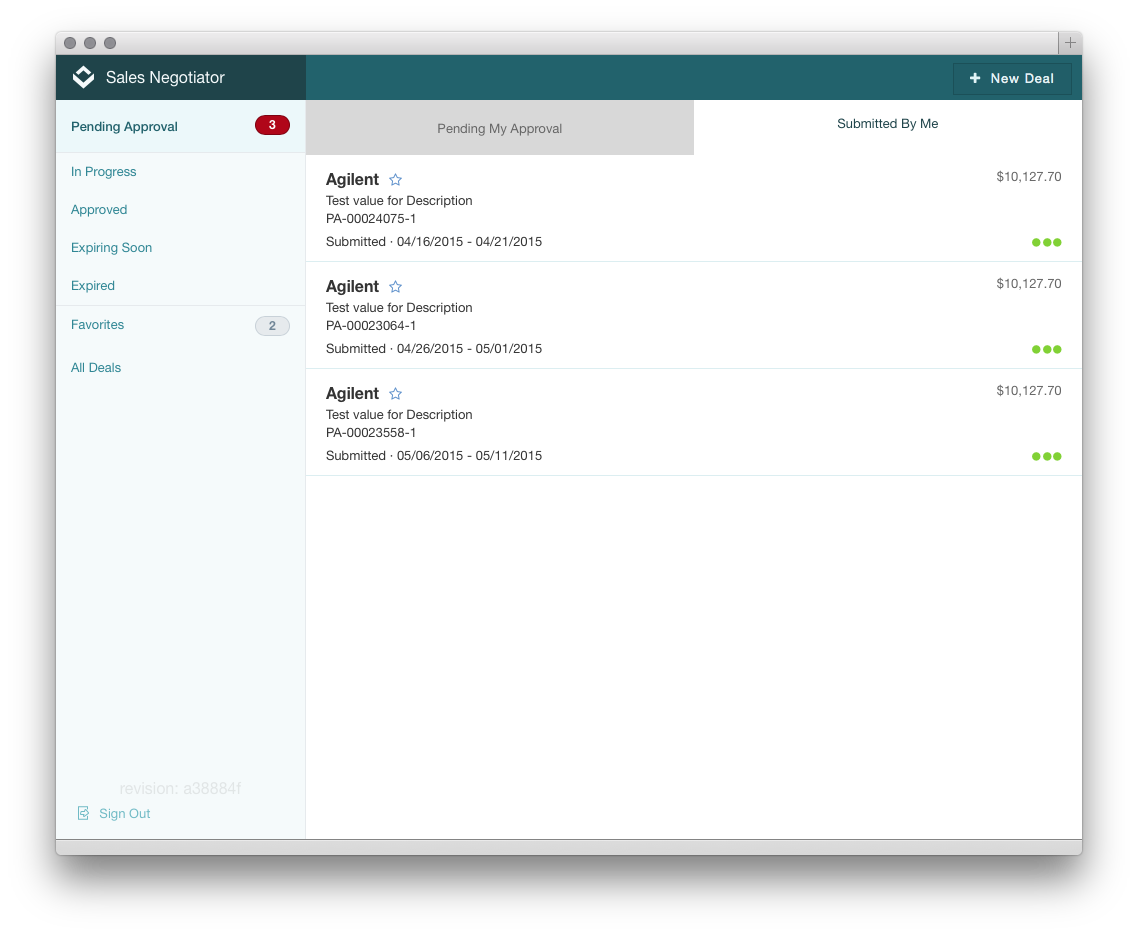 Sales Negotiator
+ New Deal
Pending Approval 3
In Progress
Approved
Expiring Soon
Expired
Favorites 2
All Deals
revision: a38884f
Sign Out
Pending My Approval
Submitted By Me
Agilent $10,127.70
Test value for Description
PA-00024075-1
Submitted · 04/16/2015 - 04/21/2015
Agilent $10,127.70
Test value for Description
PA-00023064-1
Submitted · 04/26/2015 - 05/01/2015
Agilent $10,127.70
Test value for Description
PA-00023558-1
Submitted · 05/06/2015 - 05/11/2015